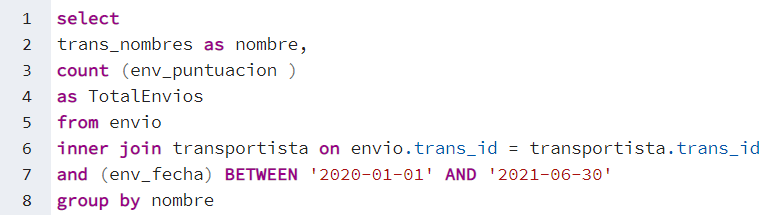 1 select
2 trans_nombres as nombre,
3 count (env_puntuacion )
4 as TotalEnvios
5 from envio
6 inner join transportista on envio.trans_id = transportista.trans_id
7 and (env_fecha) BETWEEN '2020-01-01' AND '2021-06-30'
8 group by nombre